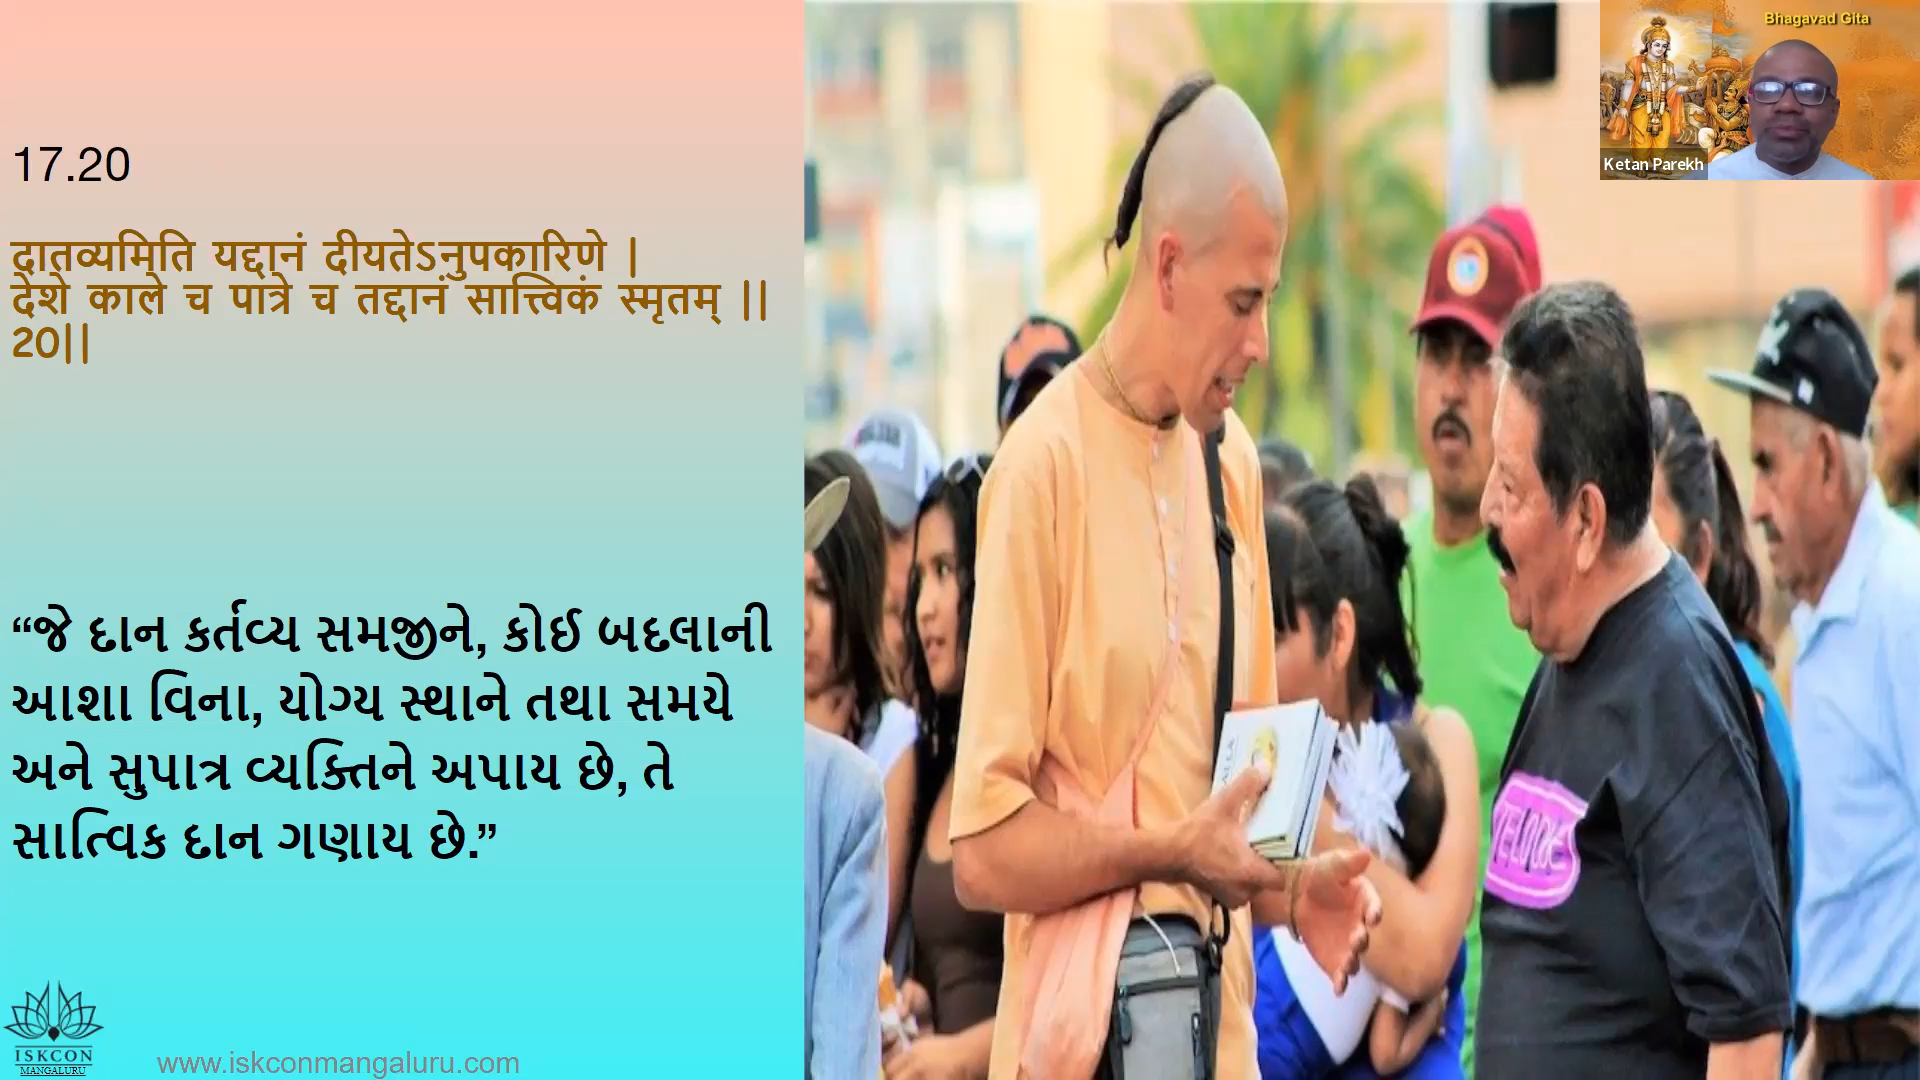 17.20
दातव्यमिति यद्दानं दीयतेऽनुपकारिणे |
देशे काले च पात्रे च तद्दानं सात्त्विकं स्मृतम् ||
20||
“જે દાન કર્તવ્ય સમજીને, કોઈ બદલાની
આશા વિના, યોગ્ય સ્થાને તથા સમયે
અને સુપાત્ર વ્યક્તિને અપાય છે, તે
સાત્વિક દાન ગણાય છે.”
ISKCON
MANGALURU
www.iskconmangaluru.com
Bhagavad Gita
Ketan Parekh